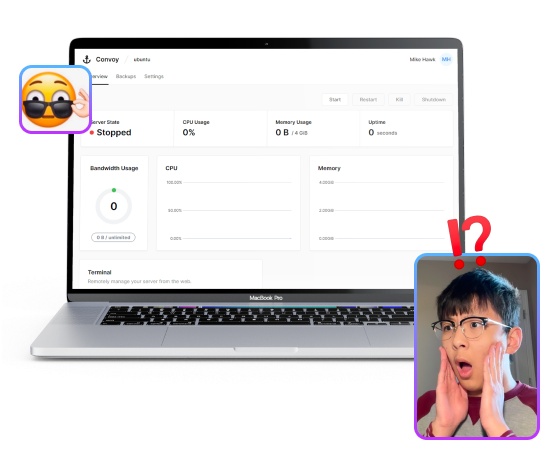 Convoy / ubuntu
Mike Hawk MH
Overview Backups Settings
Start Restart Kill Shutdown
Server State
Stopped
CPU Usage
0%
Memory Usage
0 B / 4 GiB
Uptime
0 seconds
Bandwidth Usage
0
0 B / unlimited
CPU
100.00%
50.00%
0.00%
Memory
4.00GiB
2.00GiB
0.00GiB
Terminal
Remotely manage your server from the web.
MacBook Pro
!?